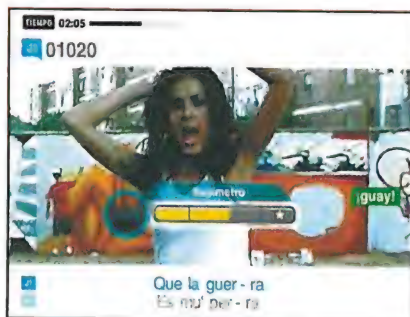 TIEMPO 02:05
01020
¡guay!
Que la guer - ra
Es mu' per - ra